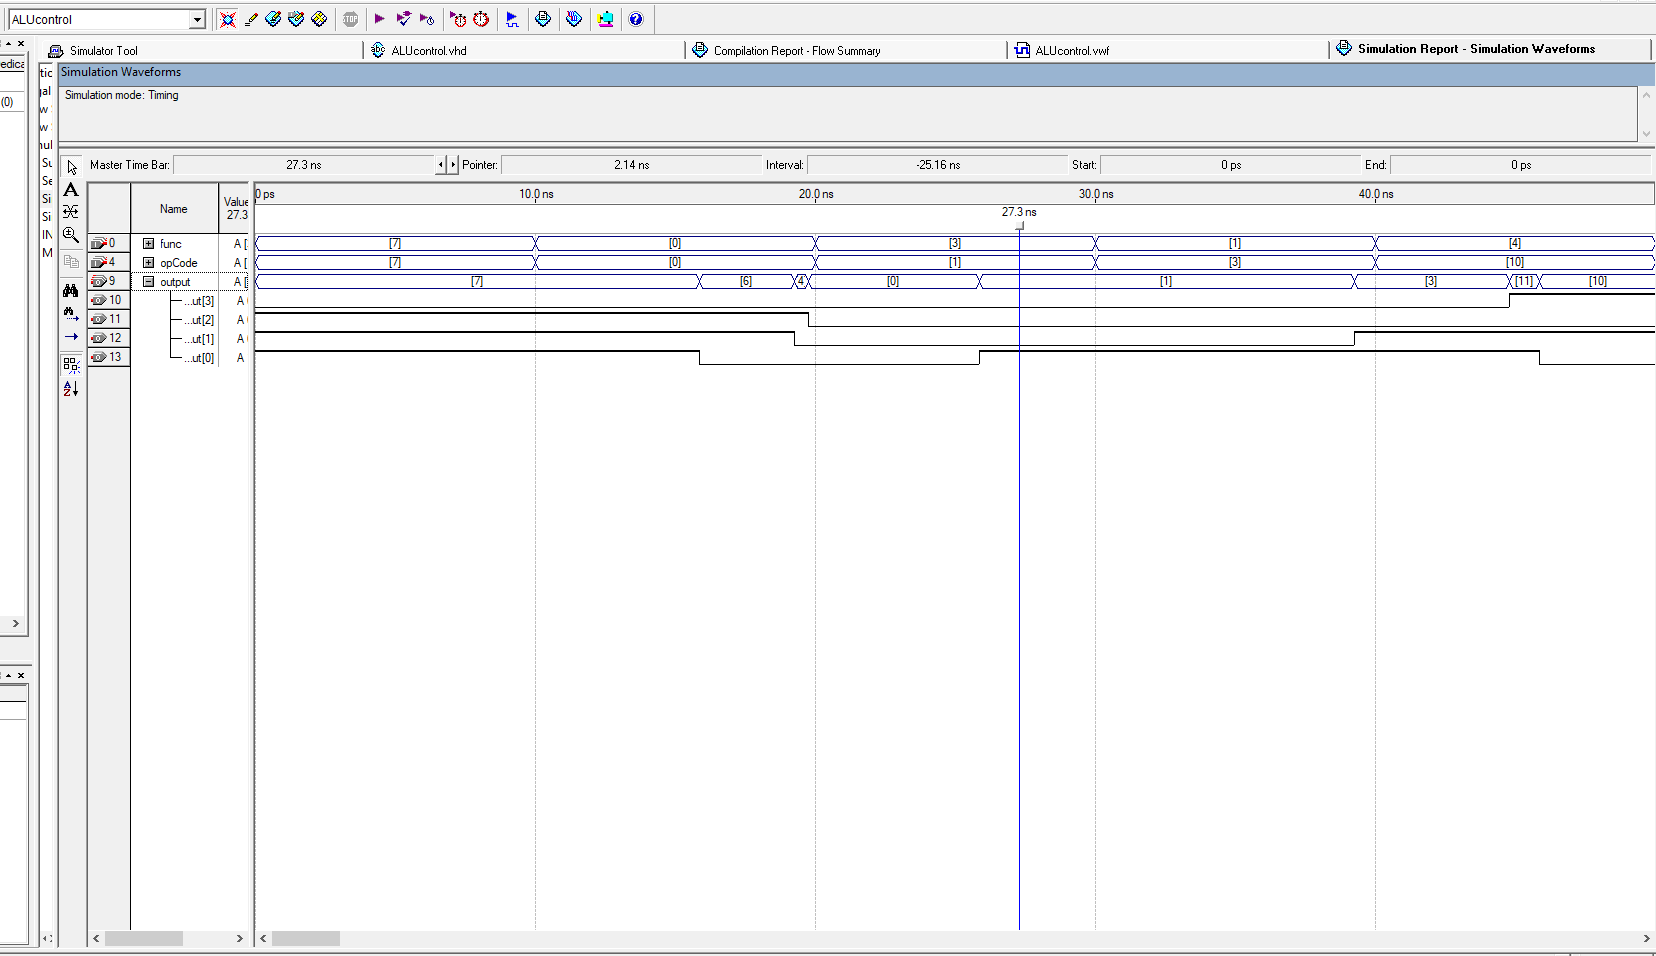 ALUcontrol
STOP
Simulator Tool
ALUcontrol.vhd
Compilation Report - Flow Summary
ALUcontrol.vwf
Simulation Report - Simulation Waveforms
edica
(0)
Simulation Waveforms
Simulation mode: Timing
Master Time Bar: 27.3 ns Pointer: 2.14 ns Interval: -25.16 ns Start: 0 ps End: 0 ps
Name Value 27.3
0 ps 10.0 ns 20.0 ns 30.0 ns 40.0 ns
27.3 ns
0 func A [ [7] [0] [3] [1] [4]
4 opCode A [ [7] [0] [1] [3] [10]
9 output A [ [7] [6] 4 [0] [1] [3] [11] [10]
10 ...ut[3] A
11 ...ut[2] A
12 ...ut[1] A
13 ...ut[0] A
tic
gal
w
w
nul
Su
Se
Si
Si
IN
M